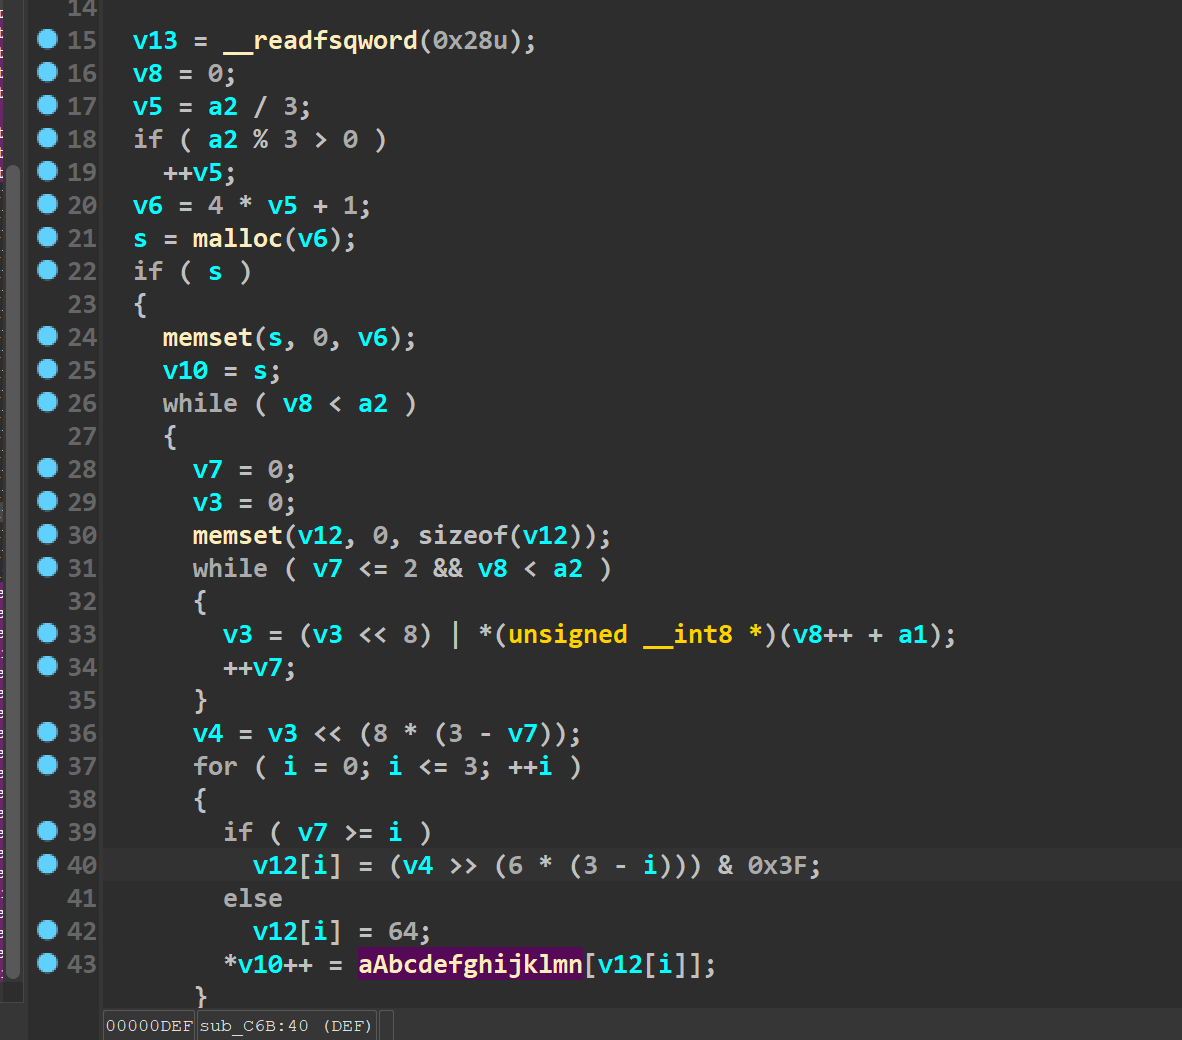 14
15 v13 = __readfsqword(0x28u);
16 v8 = 0;
17 v5 = a2 / 3;
18 if ( a2 % 3 > 0 )
19 ++v5;
20 v6 = 4 * v5 + 1;
21 s = malloc(v6);
22 if ( s )
23 {
24 memset(s, 0, v6);
25 v10 = s;
26 while ( v8 < a2 )
27 {
28 v7 = 0;
29 v3 = 0;
30 memset(v12, 0, sizeof(v12));
31 while ( v7 <= 2 && v8 < a2 )
32 {
33 v3 = (v3 << 8) | *(unsigned __int8 *)(v8++ + a1);
34 ++v7;
35 }
36 v4 = v3 << (8 * (3 - v7));
37 for ( i = 0; i <= 3; ++i )
38 {
39 if ( v7 >= i )
40 v12[i] = (v4 >> (6 * (3 - i))) & 0x3F;
41 else
42 v12[i] = 64;
43 *v10++ = aAbcdefghijklmn[v12[i]];
}
00000DEF sub_C6B:40 (DEF)